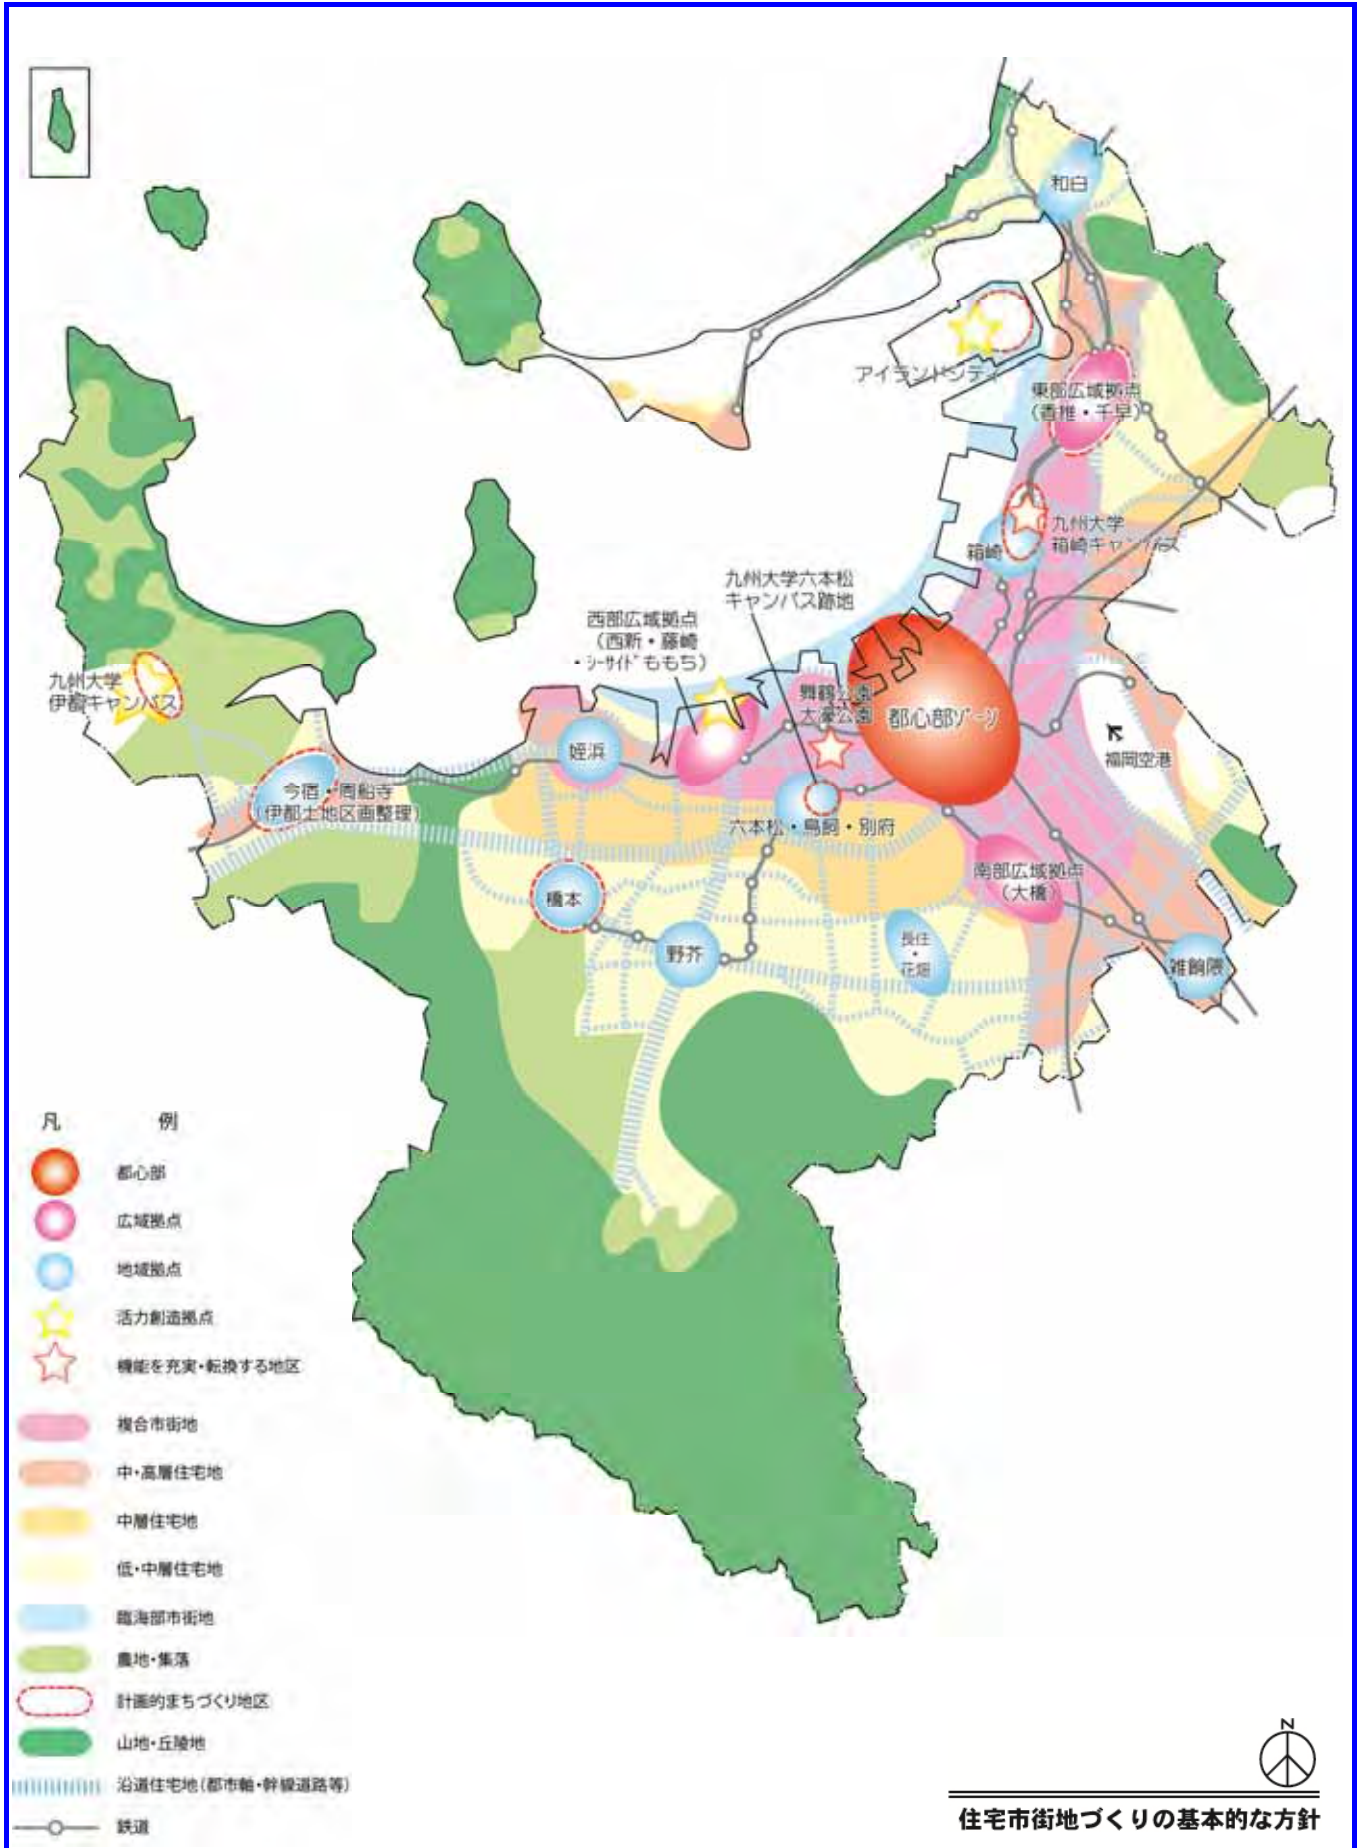 和白
アイランドシティ
東部広域拠点
(香椎・千早)
九州大学
箱崎キャンパス
箱崎
九州大学六本松
キャンパス跡地
西部広域拠点
(西新・藤崎
・シーサイドももち)
九州大学
伊都キャンパス
舞鶴公園
大濠公園
都心部ゾーン
福岡空港
姪浜
今宿・周船寺
(伊都土地区画整理)
六本松・鳥飼・別府
南部広域拠点
(大橋)
橋本
野芥
長住
・
花畑
雑餉隈
凡 例
都心部
広域拠点
地域拠点
活力創造拠点
機能を充実・転換する地区
複合市街地
中・高層住宅地
中層住宅地
低・中層住宅地
臨海部市街地
農地・集落
計画的まちづくり地区
山地・丘陵地
沿道住宅地(都市軸・幹線道路等)
鉄道
N
住宅市街地づくりの基本的な方針